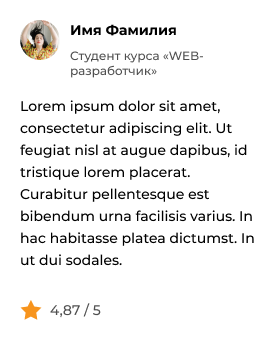 Имя Фамилия
Студент курса «WEB-
разработчик»
Lorem ipsum dolor sit amet,
consectetur adipiscing elit. Ut
feugiat nisl at augue dapibus, id
tristique lorem placerat.
Curabitur pellentesque est
bibendum urna facilisis varius. In
hac habitasse platea dictumst. In
ut dui sodales.
4,87 / 5